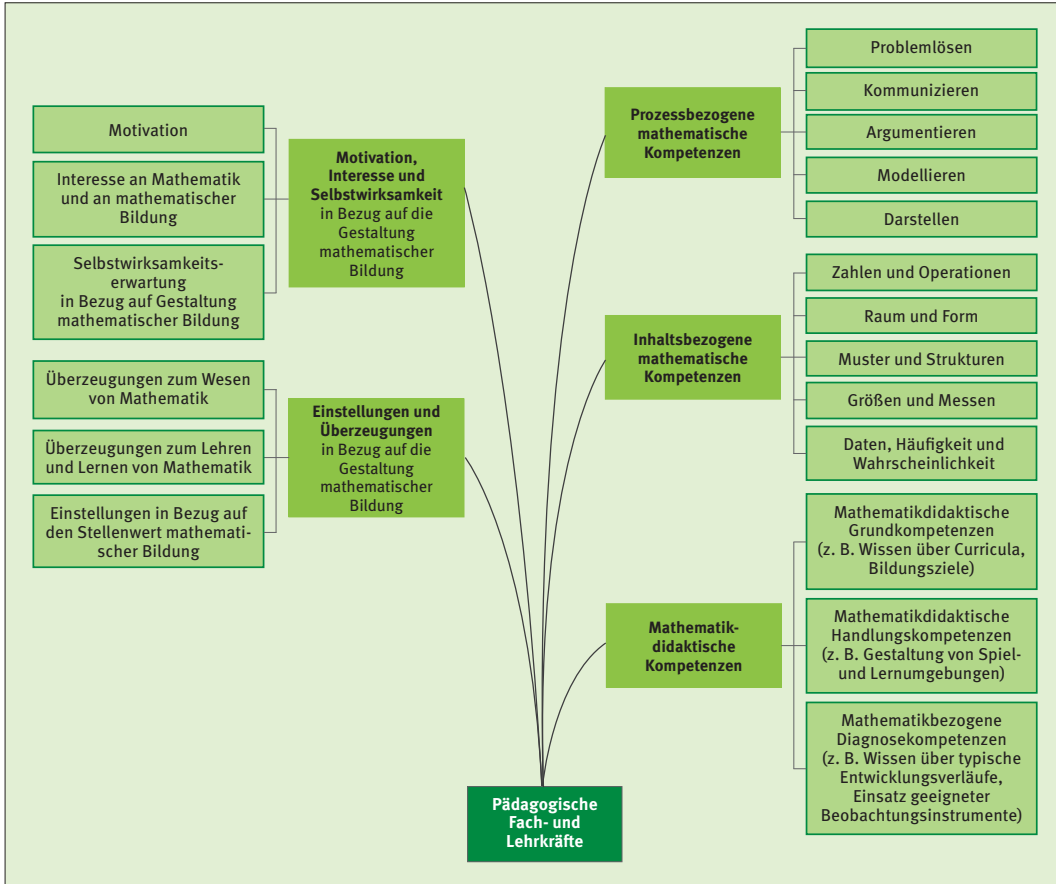 Motivation
Interesse an Mathematik
und an mathematischer
Bildung
Selbstwirksamkeits-
erwartung
in Bezug auf Gestaltung
mathematischer Bildung
Motivation,
Interesse und
Selbstwirksamkeit
in Bezug auf die
Gestaltung
mathematischer
Bildung
Überzeugungen zum Wesen
von Mathematik
Überzeugungen zum Lehren
und Lernen von Mathematik
Einstellungen in Bezug auf
den Stellenwert mathemati-
scher Bildung
Einstellungen und
Überzeugungen
in Bezug auf die
Gestaltung
mathematischer
Bildung
Prozessbezogene
mathematische
Kompetenzen
Problemlösen
Kommunizieren
Argumentieren
Modellieren
Darstellen
Inhaltsbezogene
mathematische
Kompetenzen
Zahlen und Operationen
Raum und Form
Muster und Strukturen
Größen und Messen
Daten, Häufigkeit und
Wahrscheinlichkeit
Mathematik-
didaktische
Kompetenzen
Mathematikdidaktische
Grundkompetenzen
(z. B. Wissen über Curricula,
Bildungsziele)
Mathematikdidaktische
Handlungskompetenzen
(z. B. Gestaltung von Spiel-
und Lernumgebungen)
Mathematikbezogene
Diagnosekompetenzen
(z. B. Wissen über typische
Entwicklungsverläufe,
Einsatz geeigneter
Beobachtungsinstrumente)
Pädagogische
Fach- und
Lehrkräfte